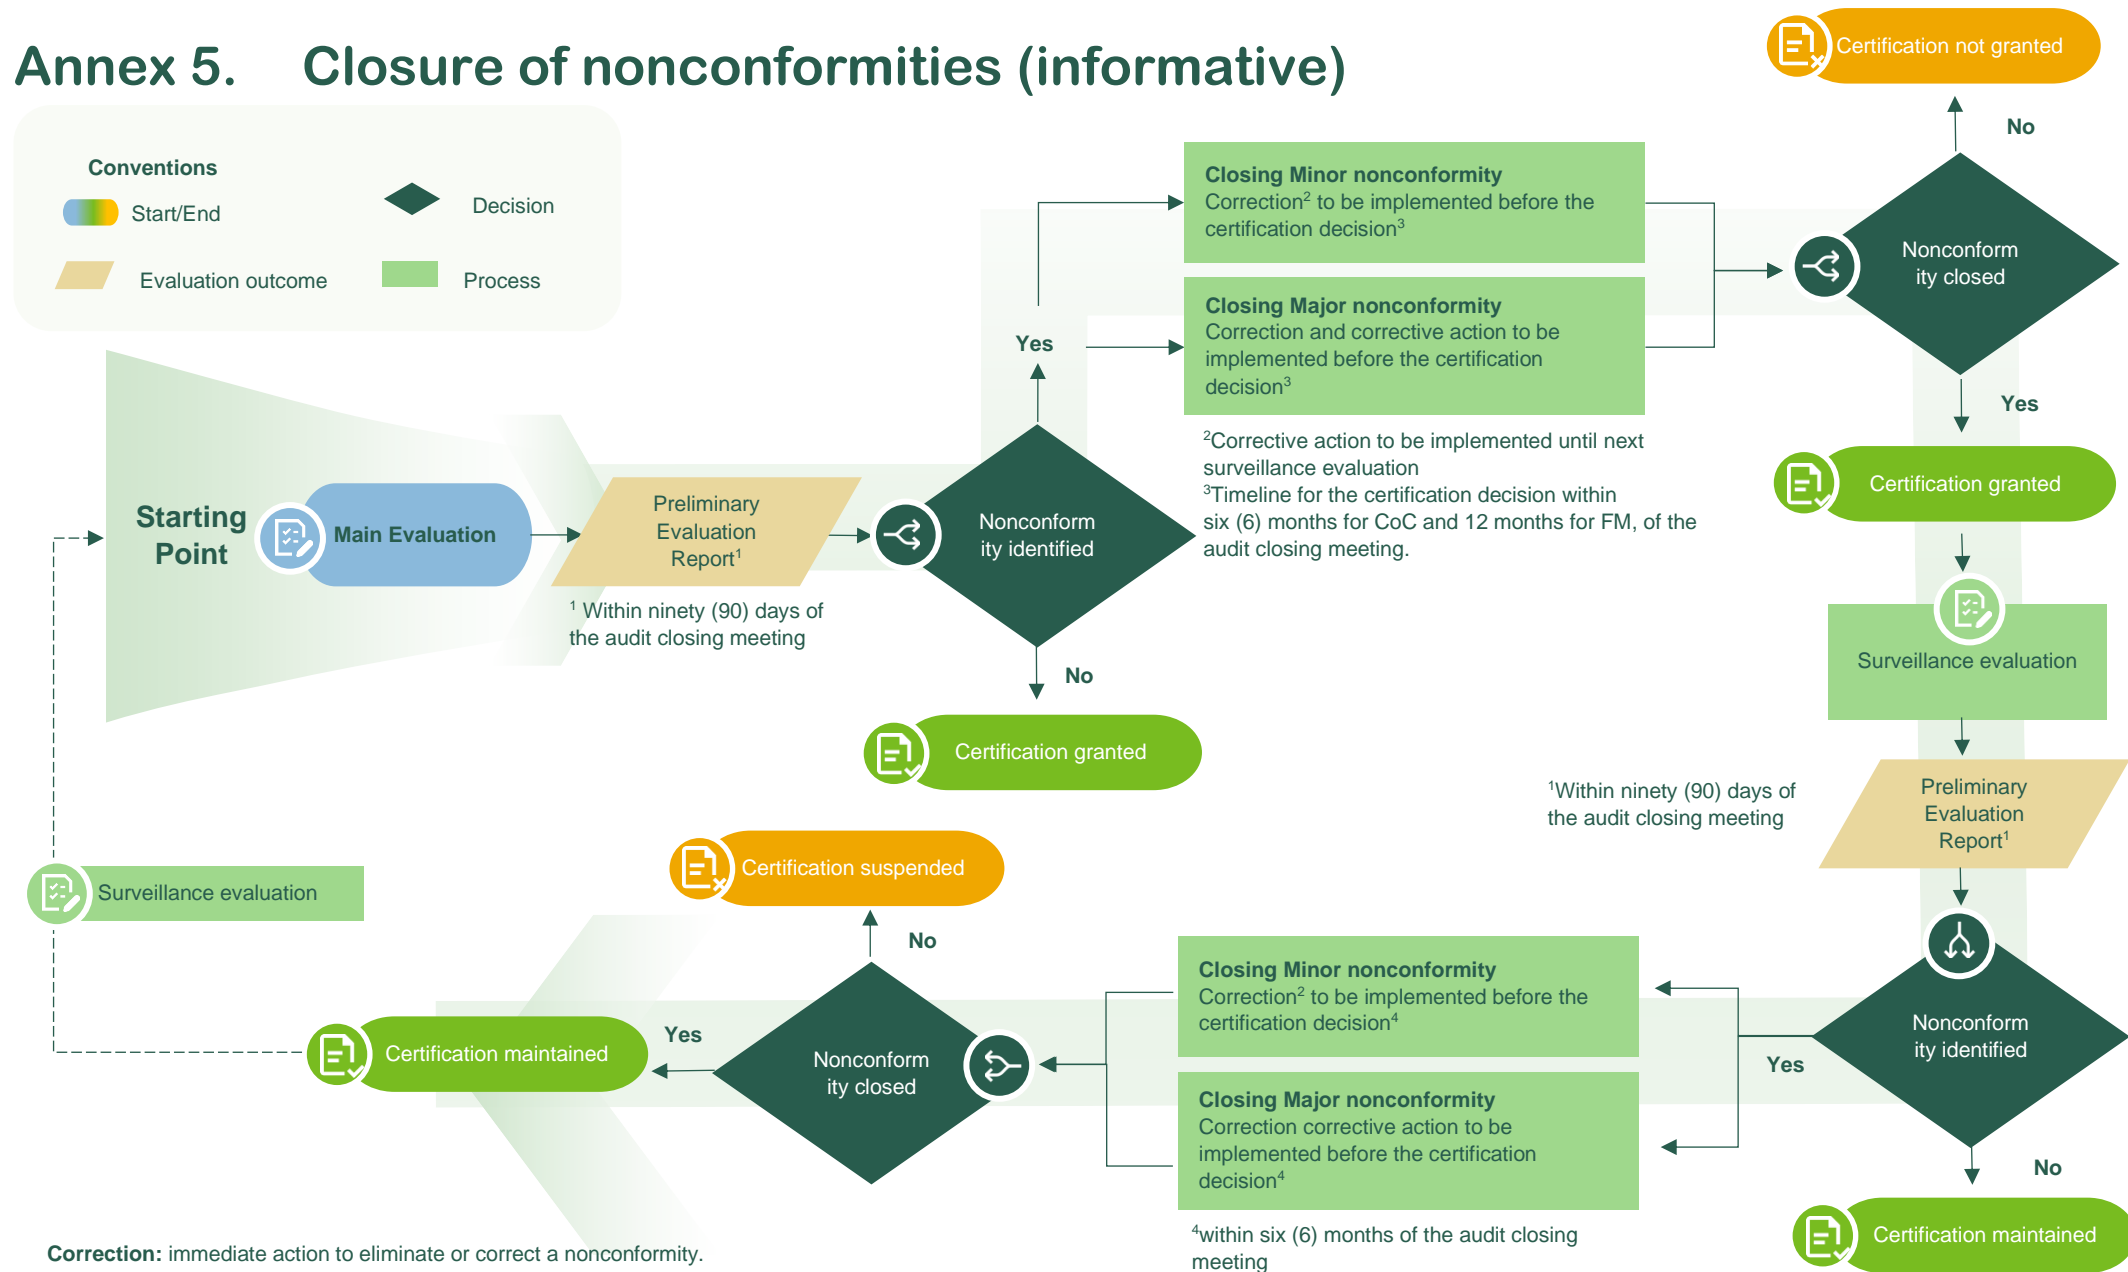 Annex 5. Closure of nonconformities (informative)
Conventions
Start/End
Decision
Evaluation outcome
Process
Starting
Point
Main Evaluation
Preliminary
Evaluation
Report¹
¹ Within ninety (90) days of
the audit closing meeting
Nonconform
ity identified
Yes
No
Certification granted
Closing Minor nonconformity
Correction² to be implemented before the
certification decision³
Closing Major nonconformity
Correction and corrective action to be
implemented before the certification
decision³
²Corrective action to be implemented until next
surveillance evaluation
³Timeline for the certification decision within
six (6) months for CoC and 12 months for FM, of the
audit closing meeting.
Certification not granted
No
Nonconform
ity closed
Yes
Certification granted
Surveillance evaluation
¹Within ninety (90) days of
the audit closing meeting
Preliminary
Evaluation
Report¹
Nonconform
ity identified
Yes
No
Certification maintained
Closing Minor nonconformity
Correction² to be implemented before the
certification decision⁴
Closing Major nonconformity
Correction corrective action to be
implemented before the certification
decision⁴
⁴within six (6) months of the audit closing
meeting
Nonconform
ity closed
No
Certification suspended
Yes
Certification maintained
Surveillance evaluation
Correction: immediate action to eliminate or correct a nonconformity.